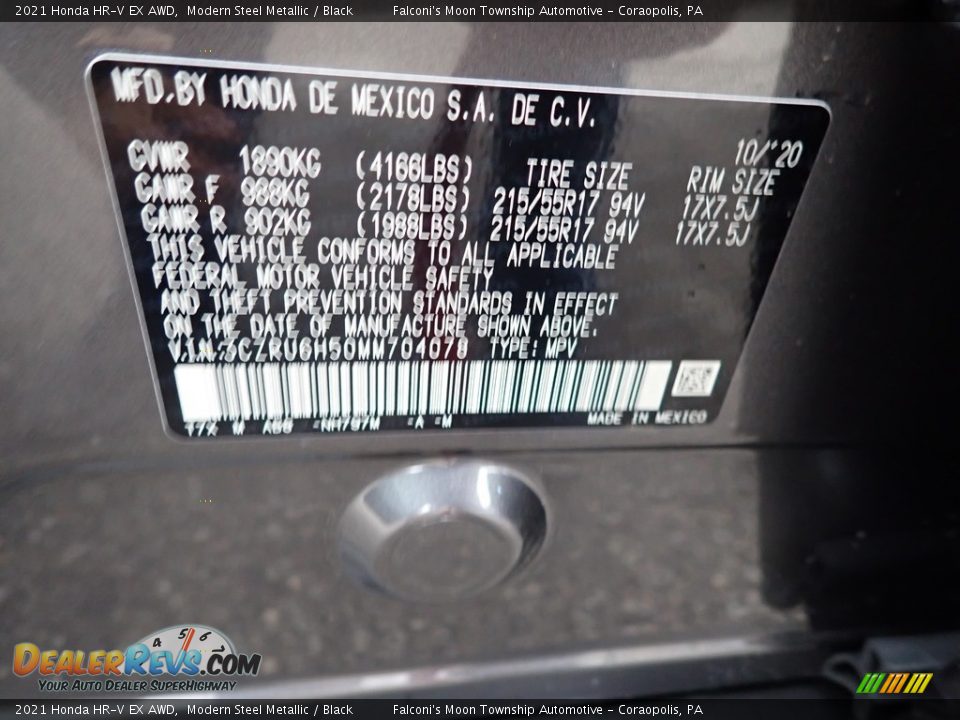 2021 Honda HR-V EX AWD, Modern Steel Metallic / Black Falconi's Moon Township Automotive - Coraopolis, PA
MFD.BY HONDA DE MEXICO S.A. DE C.V.
10/'20
GVWR 1890KG (4166LBS) TIRE SIZE RIM SIZE
GAWR F 988KG (2178LBS) 215/55R17 94V 17X7.5J
GAWR R 902KG (1988LBS) 215/55R17 94V 17X7.5J
THIS VEHICLE CONFORMS TO ALL APPLICABLE
FEDERAL MOTOR VEHICLE SAFETY
AND THEFT PREVENTION STANDARDS IN EFFECT
ON THE DATE OF MANUFACTURE SHOWN ABOVE.
V.I.N. 3CZRU6H56MM704078 TYPE: MPV
MADE IN MEXICO
4 5 6
DealerRevs.com
Your Auto Dealer SuperHighway
2021 Honda HR-V EX AWD, Modern Steel Metallic / Black Falconi's Moon Township Automotive - Coraopolis, PA